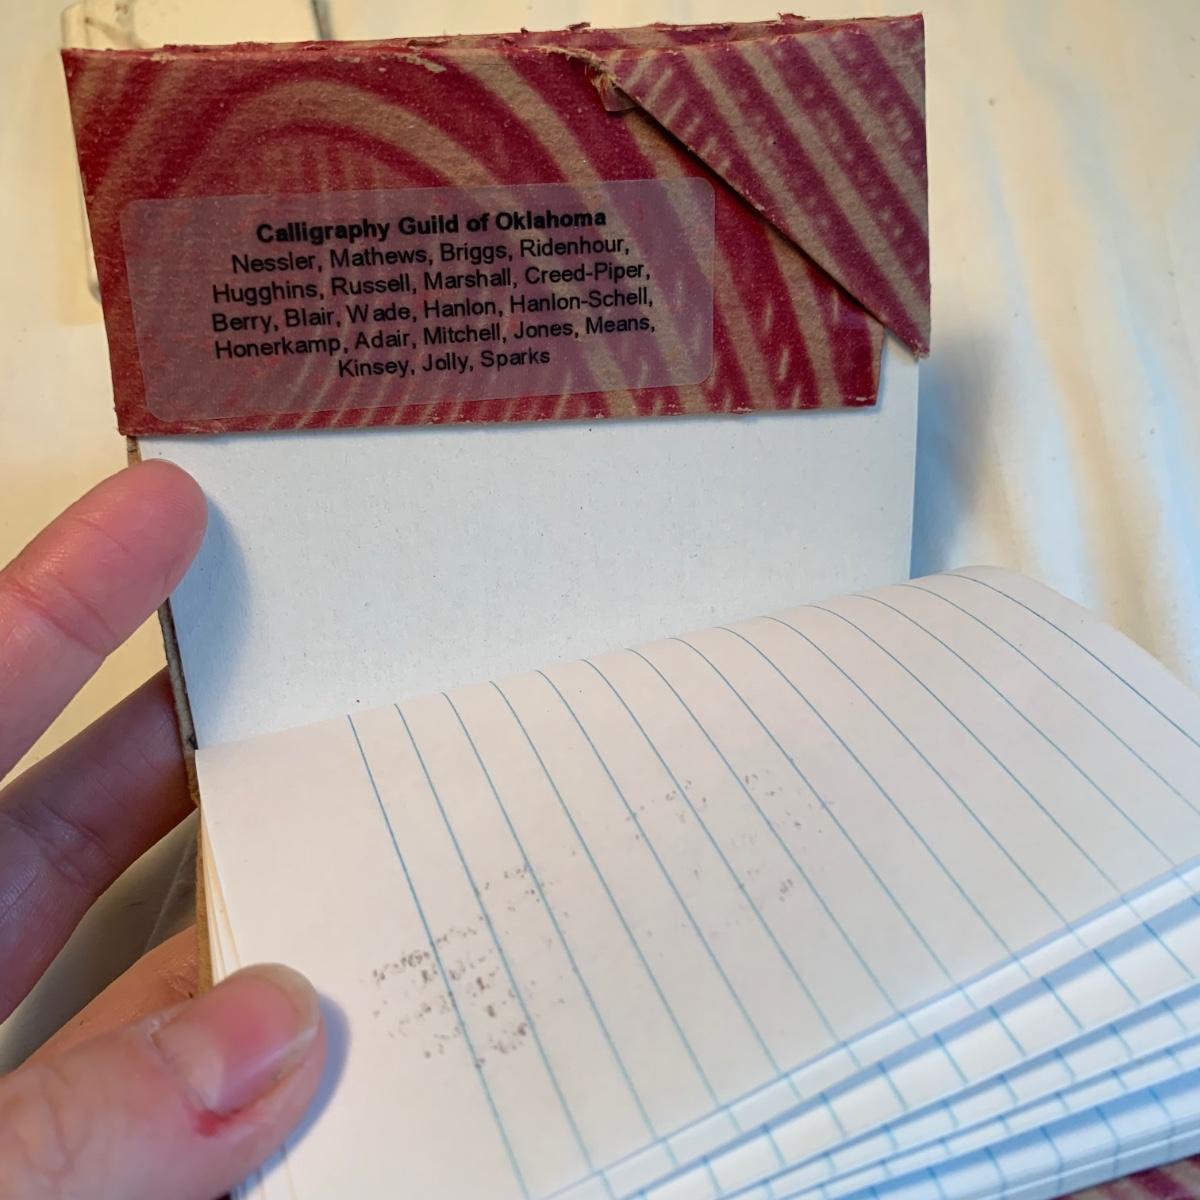 Calligraphy Guild of Oklahoma
Nessler, Mathews, Briggs, Ridenhour,
Hugghins, Russell, Marshall, Creed-Piper,
Berry, Blair, Wade, Hanlon, Hanlon-Schell,
Honerkamp, Adair, Mitchell, Jones, Means,
Kinsey, Jolly, Sparks